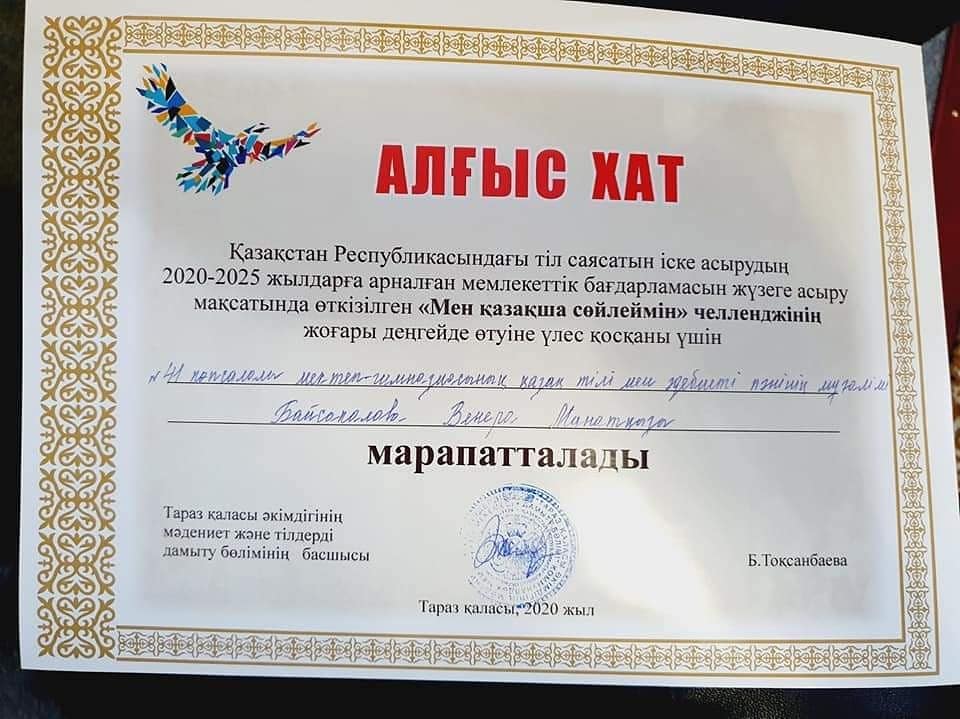 АЛҒЫС ХАТ
Қазақстан Республикасындағы тіл саясатын іске асырудың
2020-2025 жылдарға арналған мемлекеттік бағдарламасын жүзеге асыру
мақсатында өткізілген «Мен қазақша сөйлеймін» челленджінің
жоғары деңгейде өтуіне үлес қосқаны үшін
№41 көпсалалы мектеп-гимназиясының қазақ тілі мен әдебиеті пәнінің мұғалімі
Байсокалова Венера Манатқызы
марапатталады
Тараз қаласы әкімдігінің
мәдениет және тілдерді
дамыту бөлімінің басшысы
Б.Тоқсанбаева
Тараз қаласы, 2020 жыл